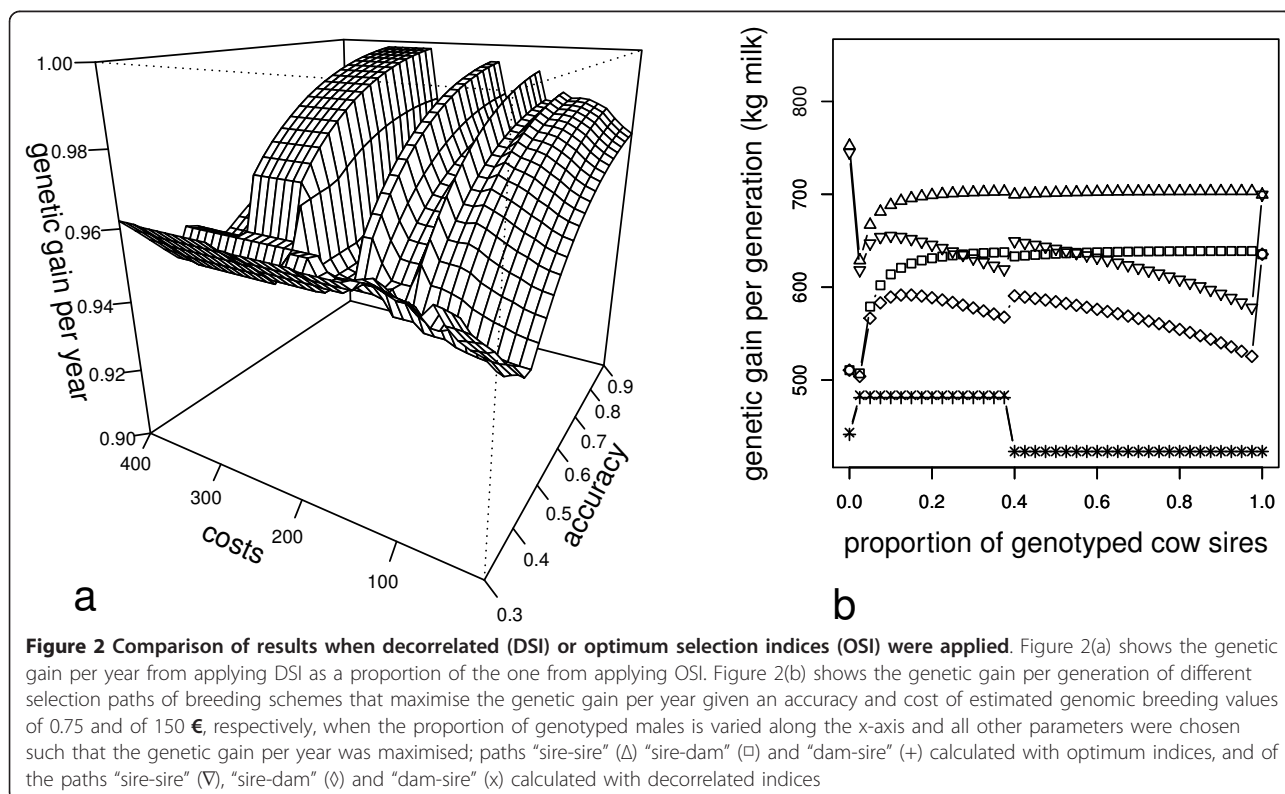 1.00
0.98
0.96
0.94
0.92
0.90
genetic gain per year
400
300
200
100
costs
0.3
0.4
0.5
0.6
0.7
0.8
0.9
accuracy
a
800
700
600
500
genetic gain per generation (kg milk)
0.0 0.2 0.4 0.6 0.8 1.0
proportion of genotyped cow sires
b
Figure 2 Comparison of results when decorrelated (DSI) or optimum selection indices (OSI) were applied. Figure 2(a) shows the genetic
gain per year from applying DSI as a proportion of the one from applying OSI. Figure 2(b) shows the genetic gain per generation of different
selection paths of breeding schemes that maximise the genetic gain per year given an accuracy and cost of estimated genomic breeding values
of 0.75 and of 150 €, respectively, when the proportion of genotyped males is varied along the x-axis and all other parameters were chosen
such that the genetic gain per year was maximised; paths “sire-sire” (Δ) “sire-dam” (□) and “dam-sire” (+) calculated with optimum indices, and of
the paths “sire-sire” (∇), “sire-dam” (◊) and “dam-sire” (x) calculated with decorrelated indices